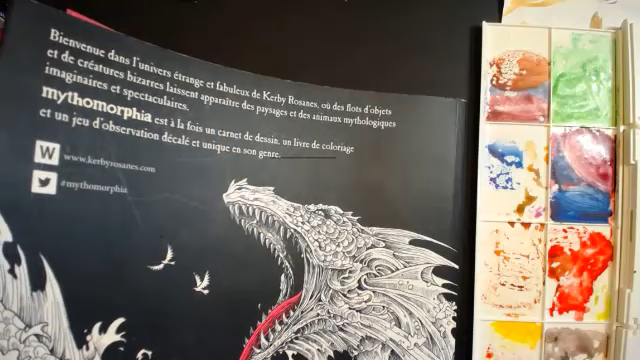 Bienvenue dans l'univers étrange et fabuleux de Kerby Rosanes, où des flots d'objets
et de créatures bizarres laissent apparaître des paysages et des animaux mythologiques
imaginaires et spectaculaires.
mythomorphia est à la fois un carnet de dessin, un livre de coloriage
et un jeu d'observation décalé et unique en son genre.
W www.kerbyrosanes.com
#mythomorphia